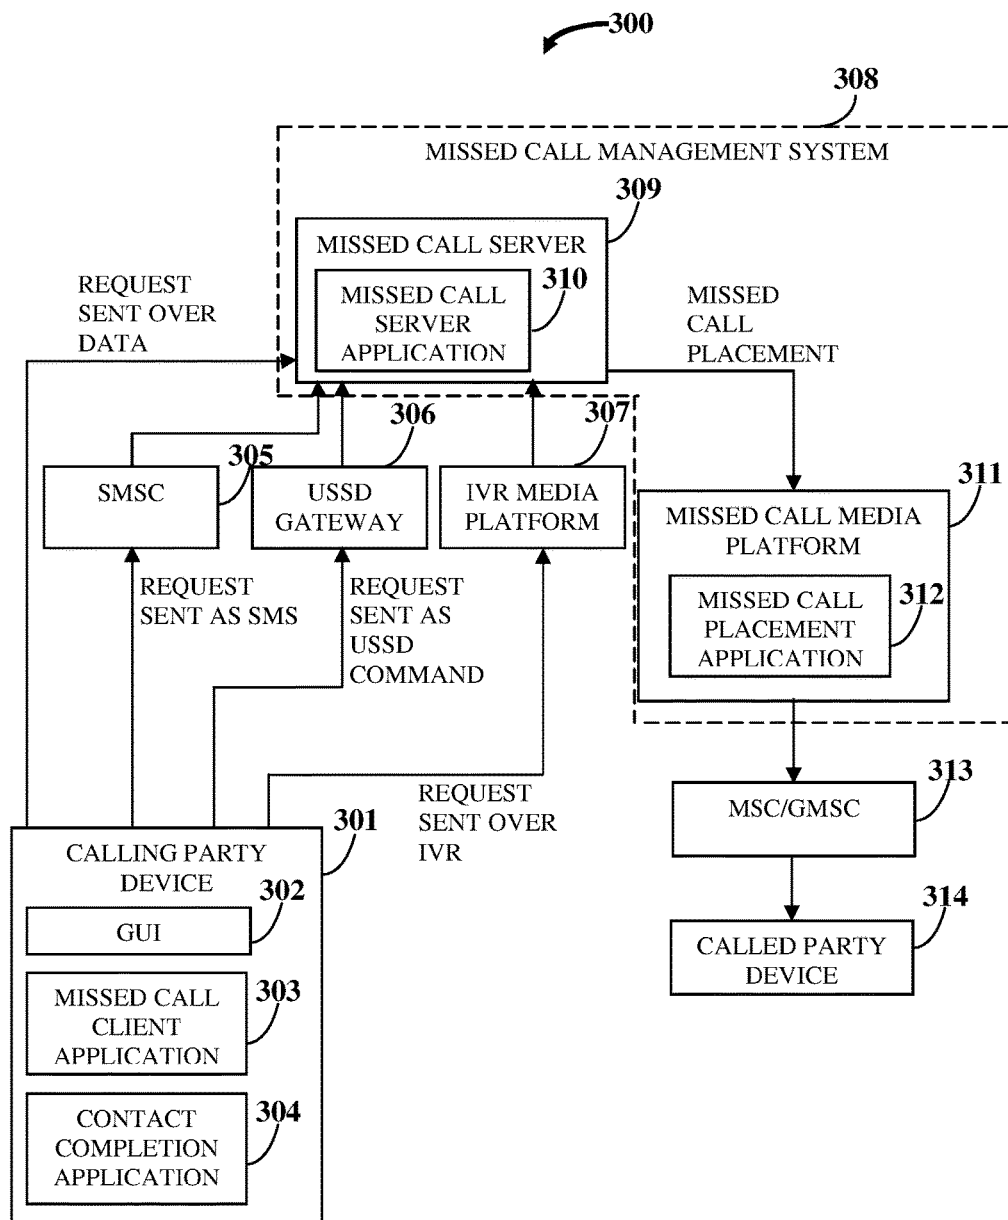 300
308
MISSED CALL MANAGEMENT SYSTEM
309
MISSED CALL SERVER
310
MISSED CALL
SERVER
APPLICATION
REQUEST
SENT OVER
DATA
MISSED
CALL
PLACEMENT
305
SMSC
306
USSD
GATEWAY
307
IVR MEDIA
PLATFORM
311
MISSED CALL MEDIA
PLATFORM
312
MISSED CALL
PLACEMENT
APPLICATION
REQUEST
SENT AS SMS
REQUEST
SENT AS
USSD
COMMAND
REQUEST
SENT OVER
IVR
313
MSC/GMSC
314
CALLED PARTY
DEVICE
301
CALLING PARTY
DEVICE
302
GUI
303
MISSED CALL
CLIENT
APPLICATION
304
CONTACT
COMPLETION
APPLICATION